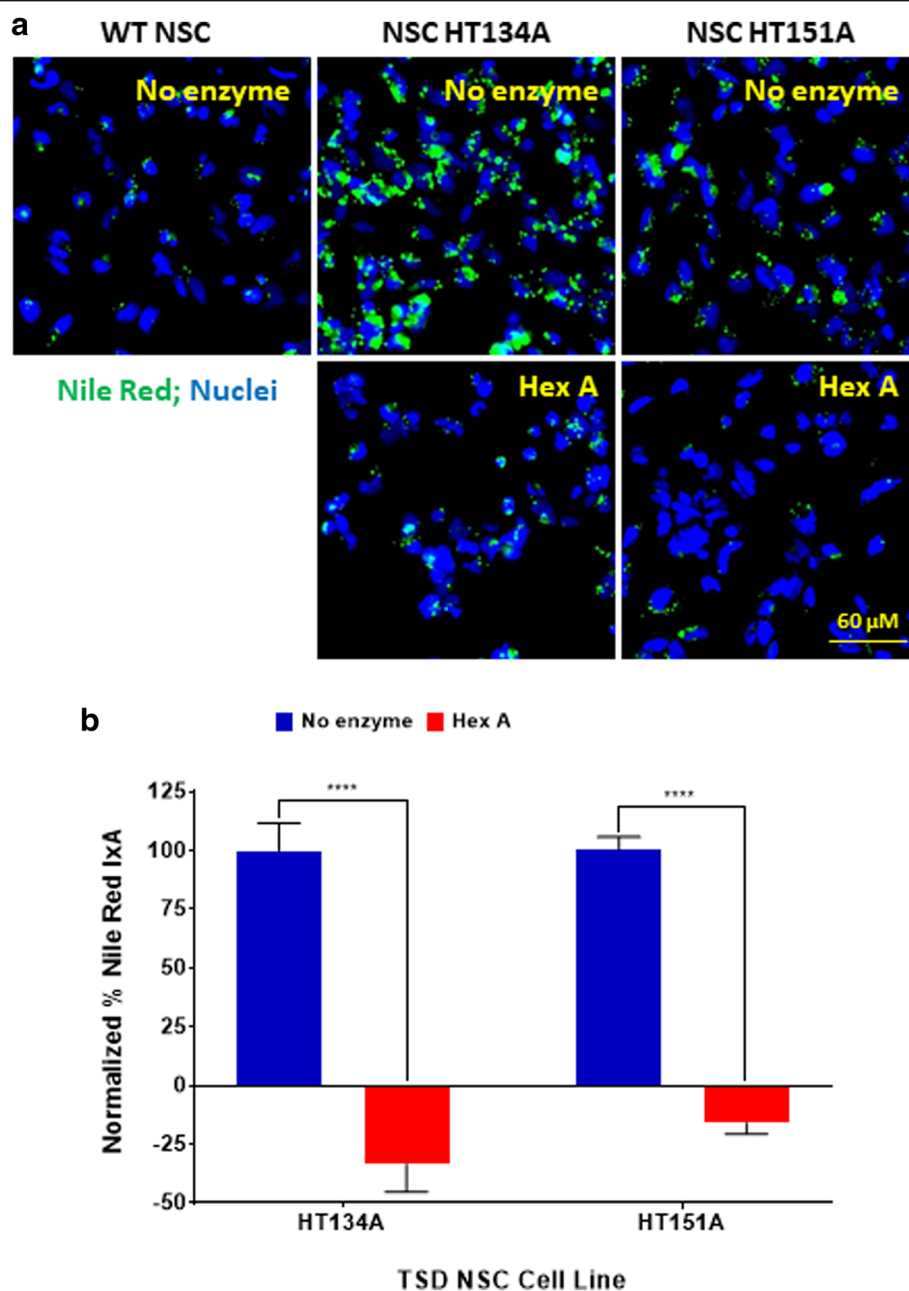 a
WT NSC NSC HT134A NSC HT151A
No enzyme No enzyme No enzyme
Nile Red; Nuclei
Hex A Hex A
60 µM
b
No enzyme Hex A
Normalized % Nile Red IxA
125
100
75
50
25
0
-25
-50
**** ****
HT134A HT151A
TSD NSC Cell Line